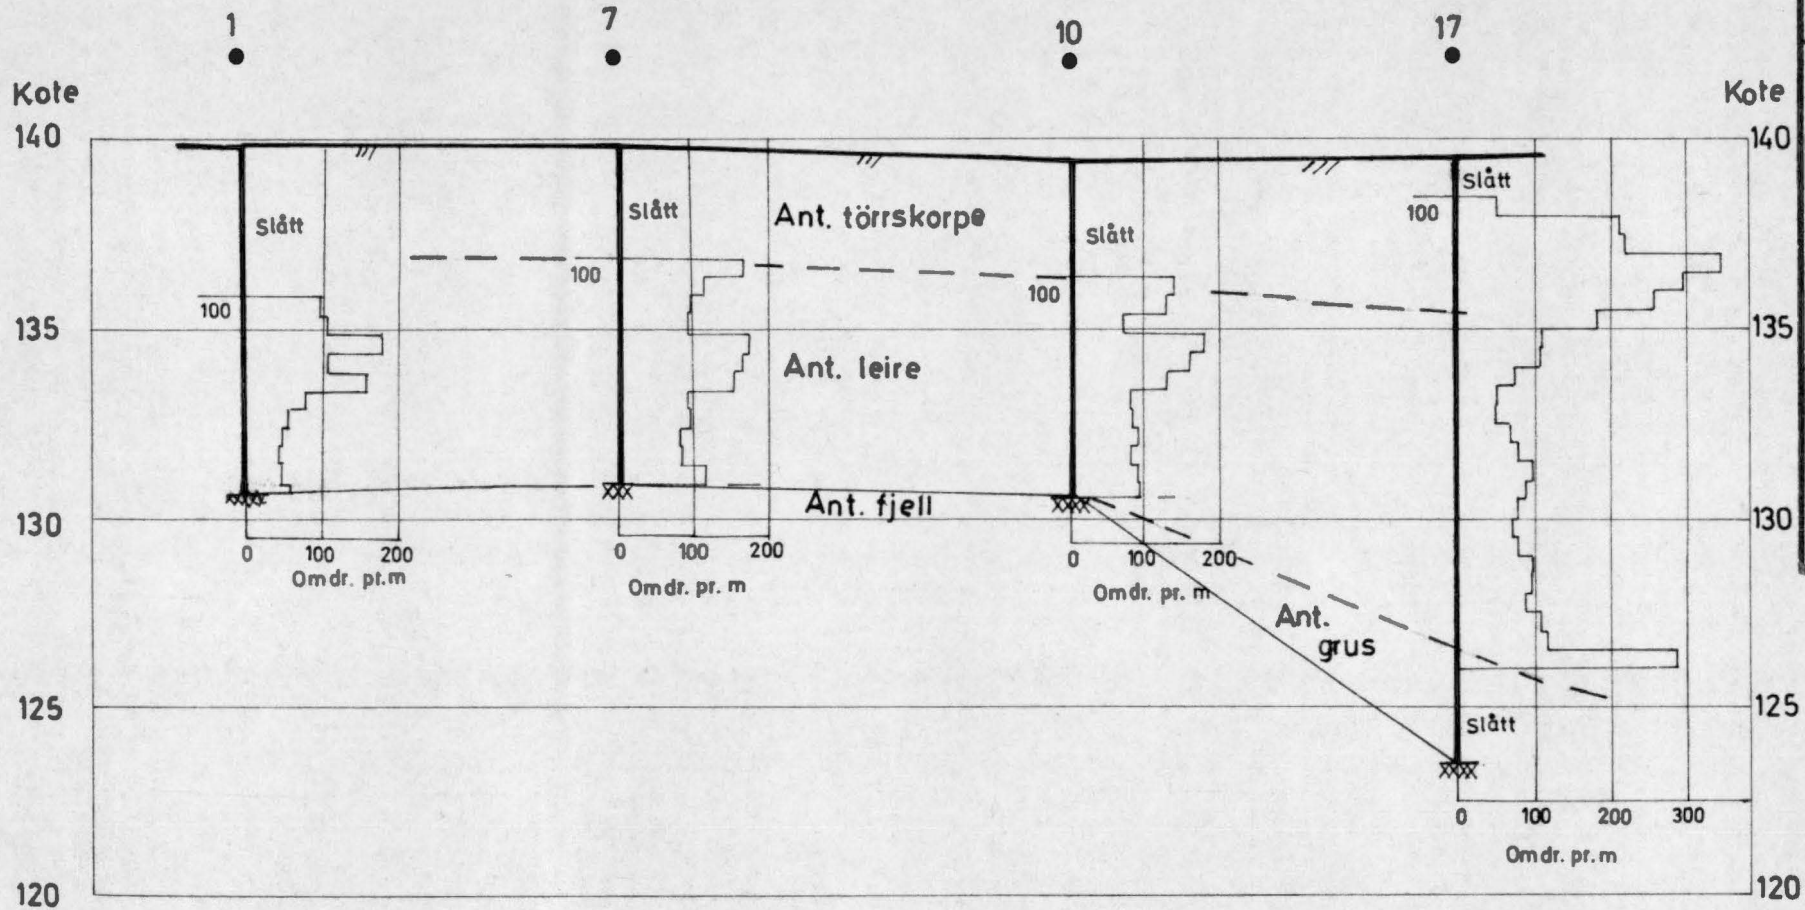 1 7 10 17
Kote Kote
140 140
Slått
Slått Slått Ant. törrskorpe Slått 100
100 100 100
135 135
Ant. leire
130 Ant. fjell 130
0 100 200 0 100 200 0 100 200
Omdr. pr. m Omdr. pr. m Omdr. pr. m
Ant.
grus
125 125
Slått
0 100 200 300
Omdr. pr. m
120 120